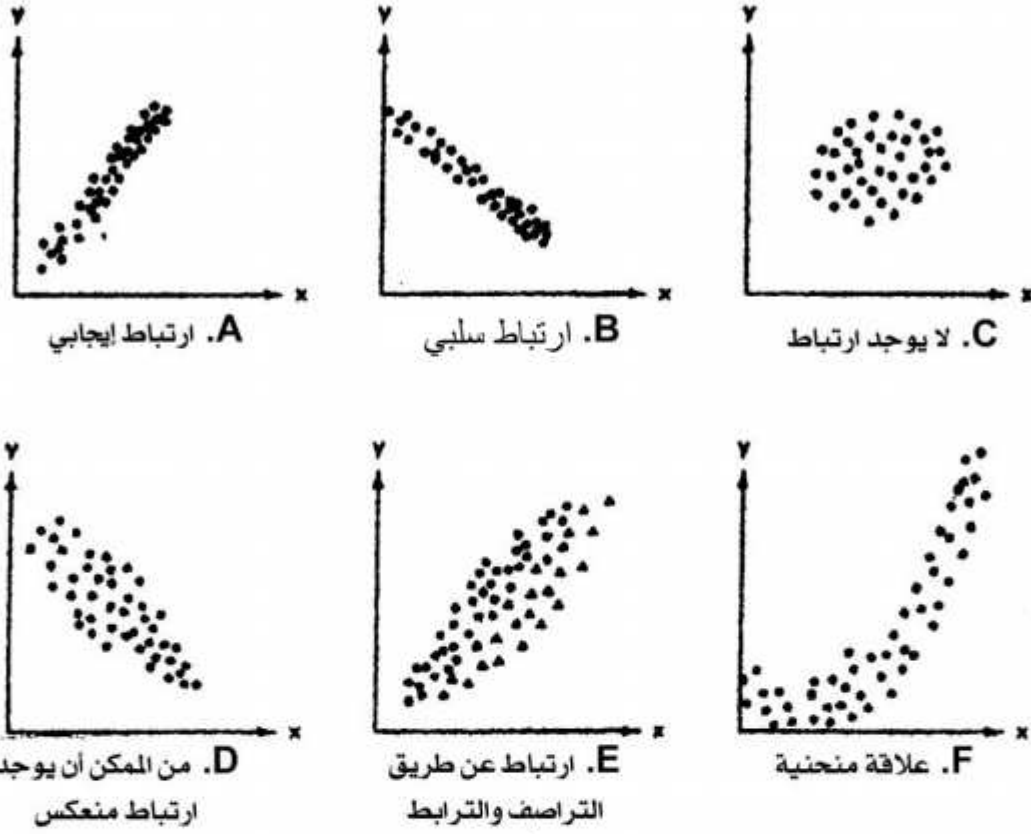 Y
Y
Y
x
x
x
A. ارتباط إيجابي
B. ارتباط سلبي
C. لا يوجد ارتباط
Y
Y
Y
x
x
x
D. من الممكن أن يوجد
ارتباط منعكس
E. ارتباط عن طريق
التراصف والترابط
F. علاقة منحنية